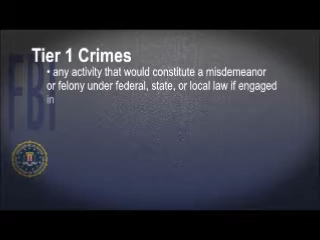 Tier 1 Crimes
• any activity that would constitute a misdemeanor
or felony under federal, state, or local law if engaged
in
FBI